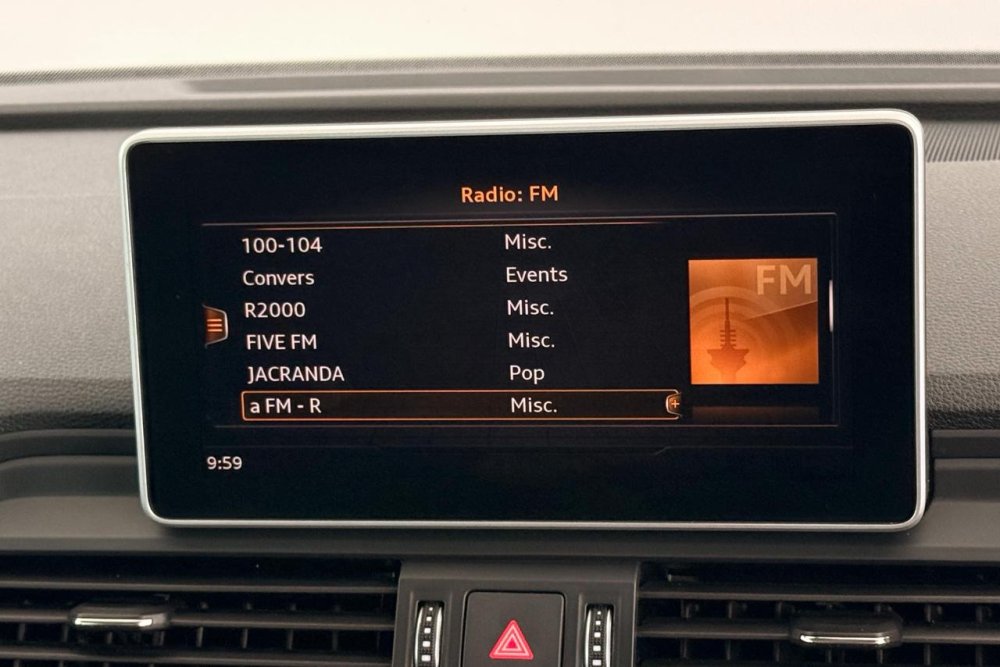 Radio: FM
100-104 Misc.
Convers Events
R2000 Misc.
FIVE FM Misc.
JACRANDA Pop
a FM - R Misc.
FM
9:59